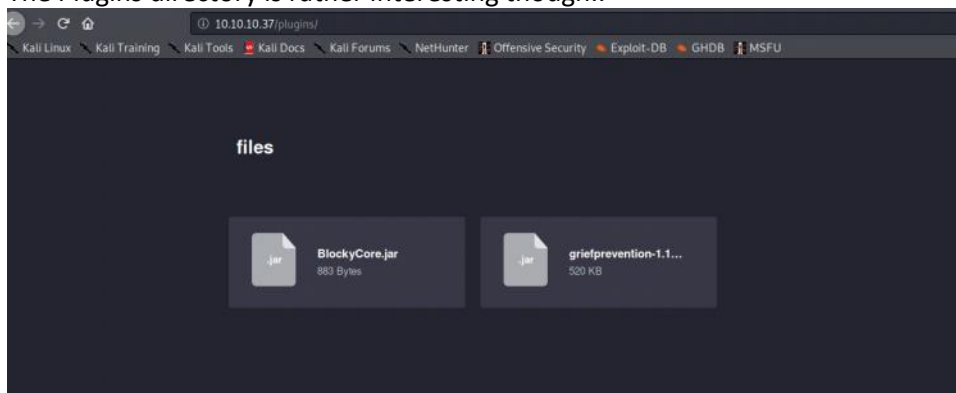 The Plugins directory is rather interesting though...
10.10.10.37/plugins/
Kali Linux Kali Training Kali Tools Kali Docs Kali Forums NetHunter Offensive Security Exploit-DB GHDB MSFU
files
.jar
BlockyCore.jar
883 Bytes
.jar
griefprevention-1.1...
520 KB